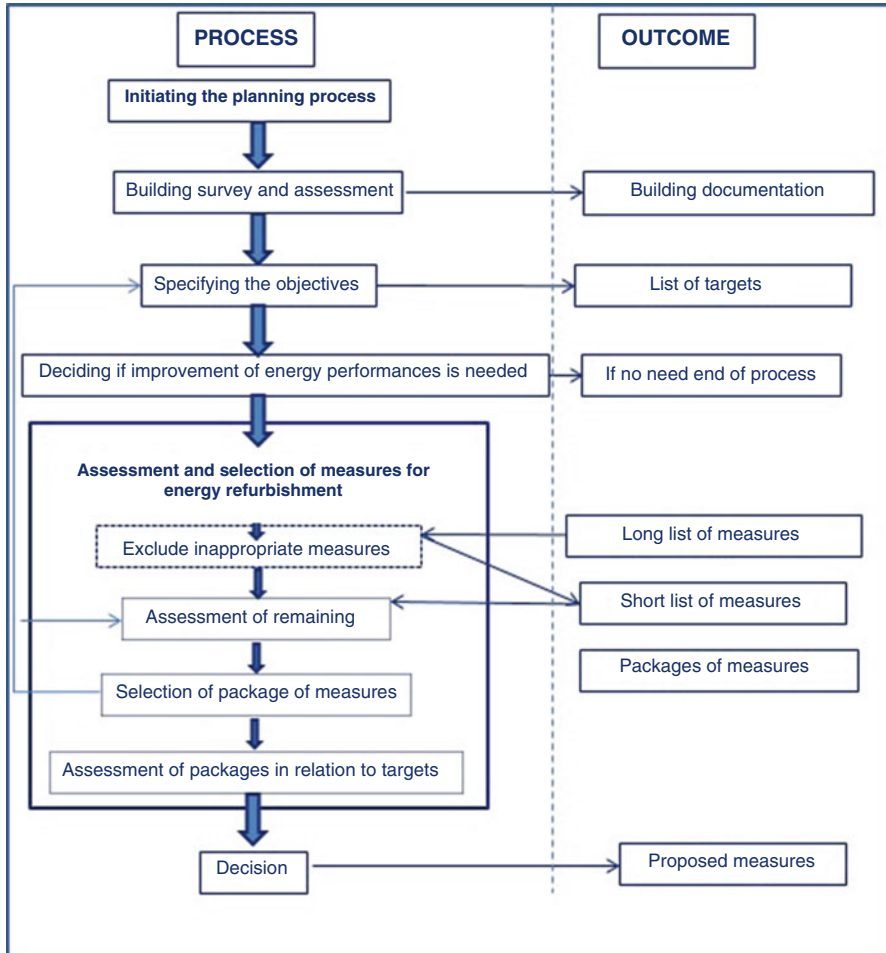 PROCESS
OUTCOME
Initiating the planning process
Building survey and assessment
Building documentation
Specifying the objectives
List of targets
Deciding if improvement of energy performances is needed
If no need end of process
Assessment and selection of measures for
energy refurbishment
Long list of measures
Exclude inappropriate measures
Short list of measures
Assessment of remaining
Packages of measures
Selection of package of measures
Assessment of packages in relation to targets
Decision
Proposed measures